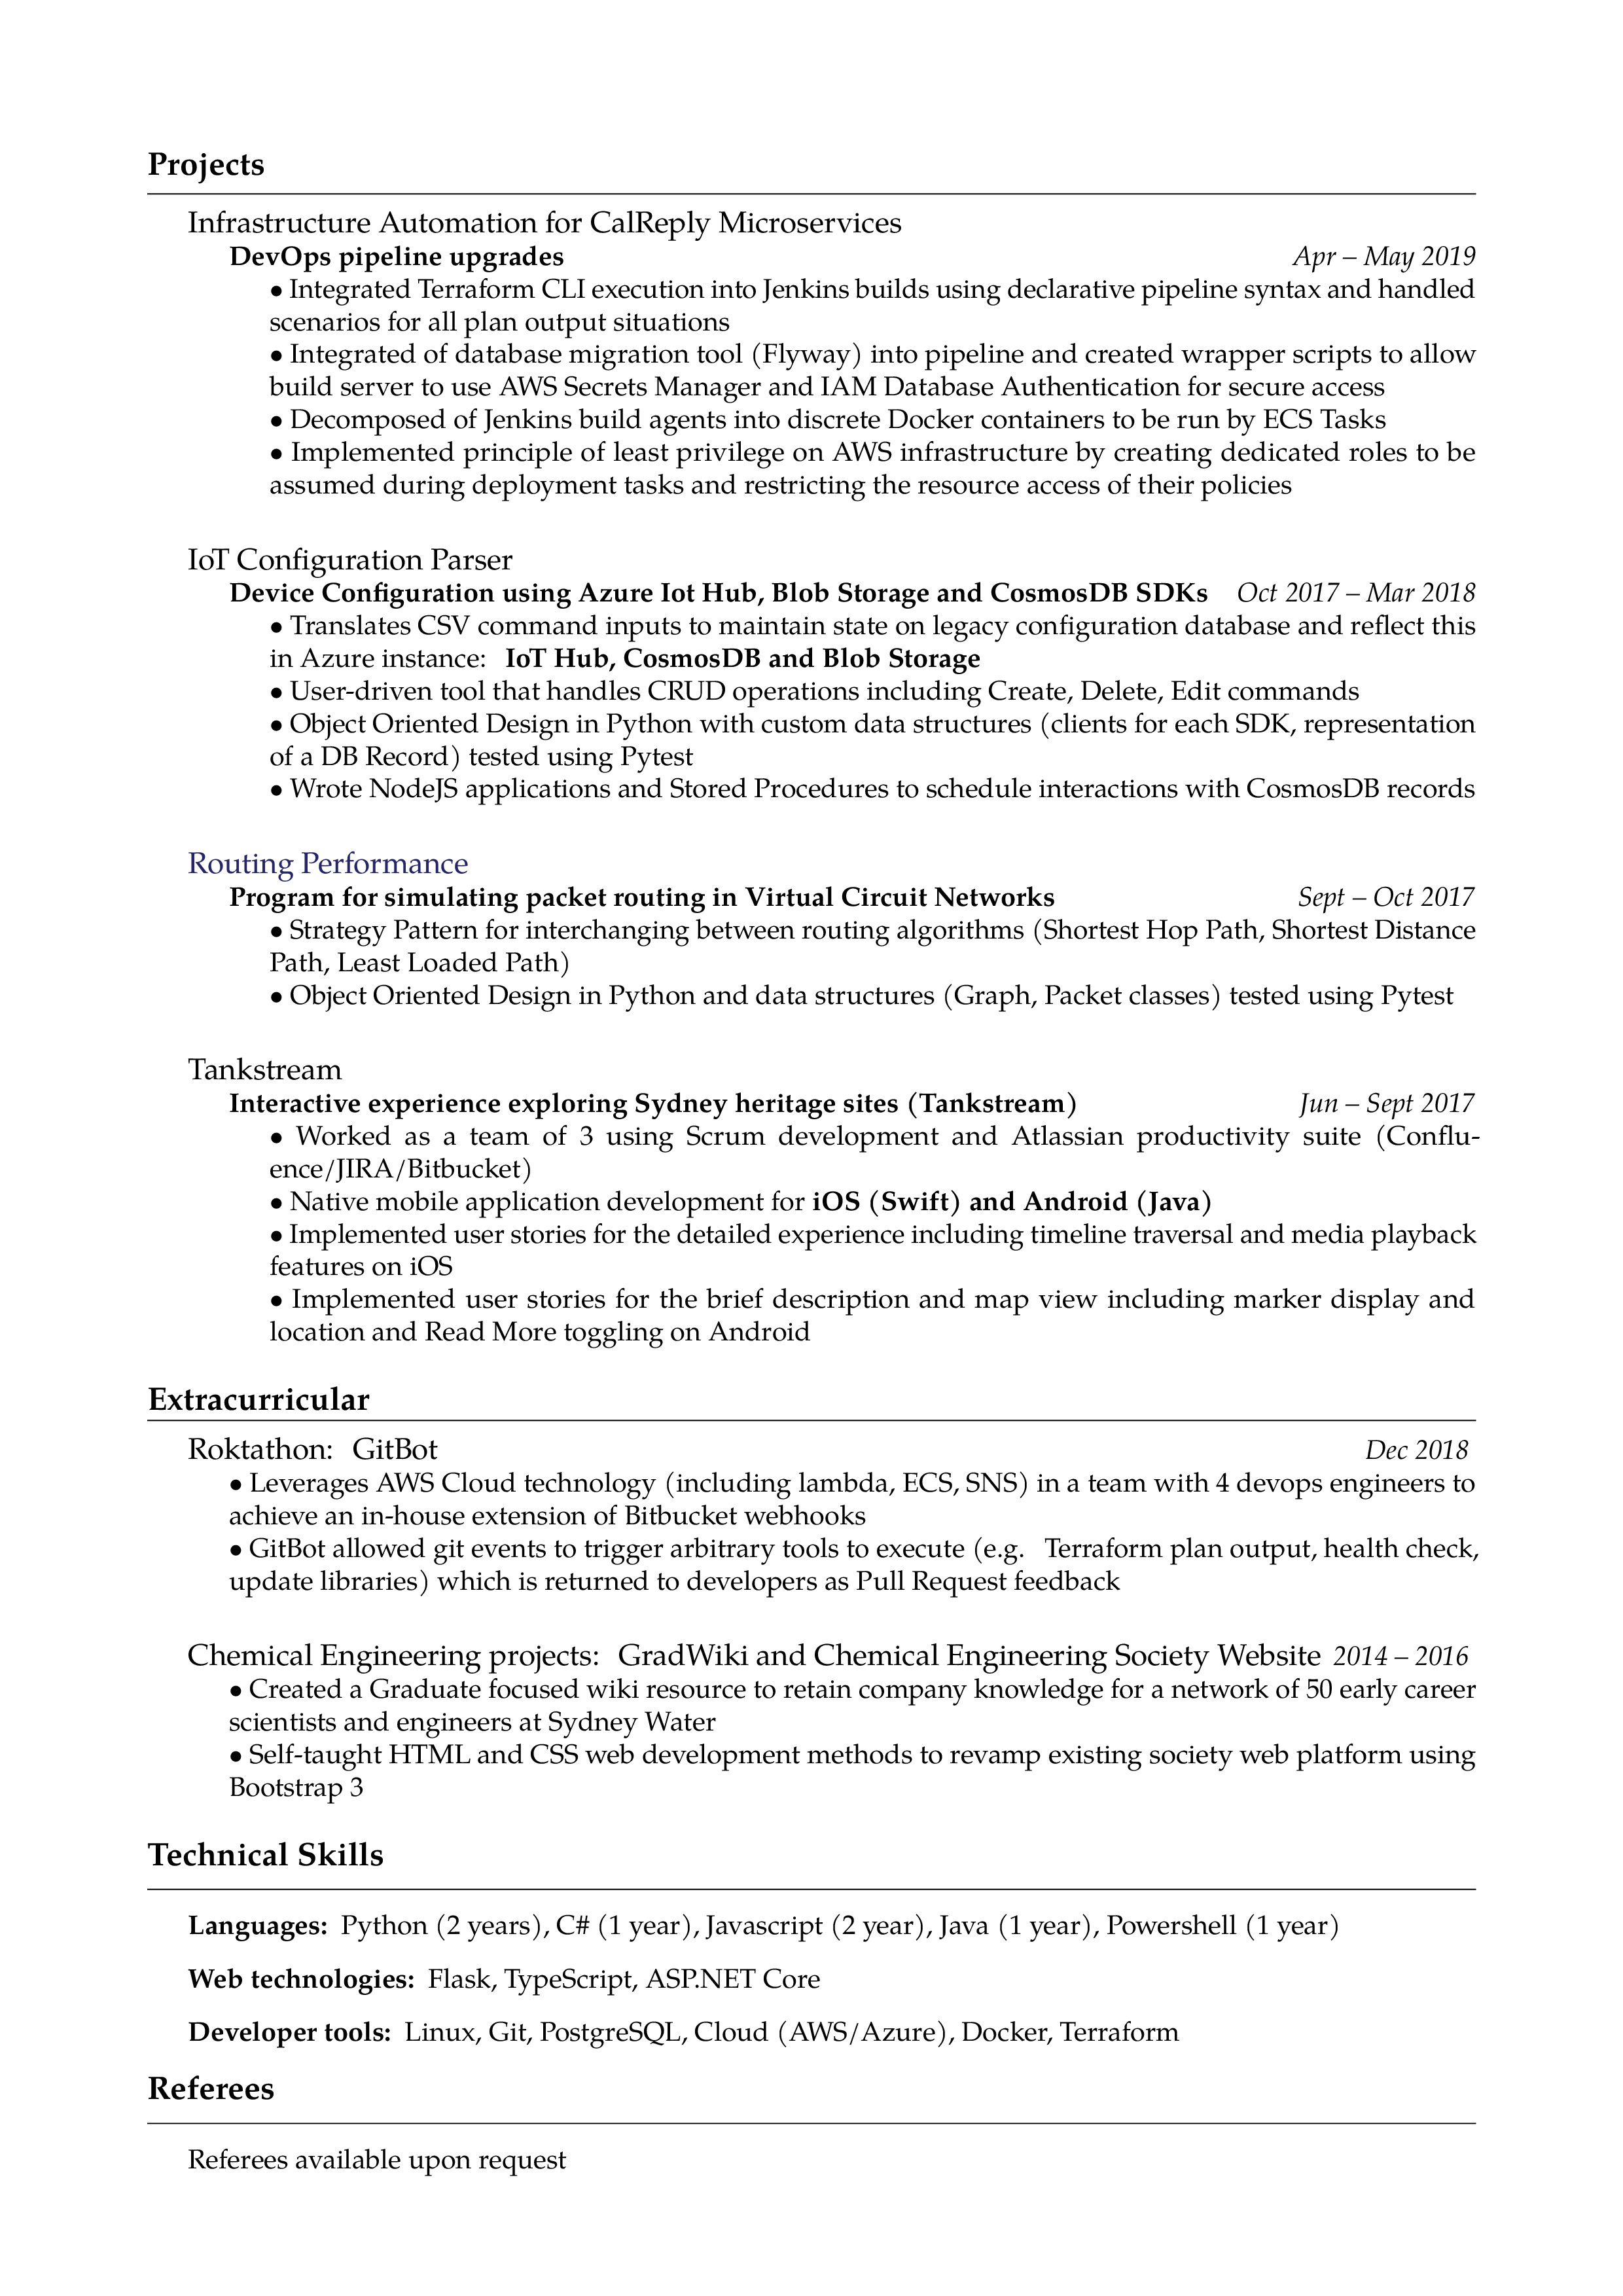 Projects
Infrastructure Automation for CalReply Microservices
DevOps pipeline upgrades Apr – May 2019
• Integrated Terraform CLI execution into Jenkins builds using declarative pipeline syntax and handled
scenarios for all plan output situations
• Integrated of database migration tool (Flyway) into pipeline and created wrapper scripts to allow
build server to use AWS Secrets Manager and IAM Database Authentication for secure access
• Decomposed of Jenkins build agents into discrete Docker containers to be run by ECS Tasks
• Implemented principle of least privilege on AWS infrastructure by creating dedicated roles to be
assumed during deployment tasks and restricting the resource access of their policies
IoT Configuration Parser
Device Configuration using Azure Iot Hub, Blob Storage and CosmosDB SDKs Oct 2017 – Mar 2018
• Translates CSV command inputs to maintain state on legacy configuration database and reflect this
in Azure instance: IoT Hub, CosmosDB and Blob Storage
• User-driven tool that handles CRUD operations including Create, Delete, Edit commands
• Object Oriented Design in Python with custom data structures (clients for each SDK, representation
of a DB Record) tested using Pytest
• Wrote NodeJS applications and Stored Procedures to schedule interactions with CosmosDB records
Routing Performance
Program for simulating packet routing in Virtual Circuit Networks Sept – Oct 2017
• Strategy Pattern for interchanging between routing algorithms (Shortest Hop Path, Shortest Distance
Path, Least Loaded Path)
• Object Oriented Design in Python and data structures (Graph, Packet classes) tested using Pytest
Tankstream
Interactive experience exploring Sydney heritage sites (Tankstream) Jun – Sept 2017
• Worked as a team of 3 using Scrum development and Atlassian productivity suite (Conflu-
ence/JIRA/Bitbucket)
• Native mobile application development for iOS (Swift) and Android (Java)
• Implemented user stories for the detailed experience including timeline traversal and media playback
features on iOS
• Implemented user stories for the brief description and map view including marker display and
location and Read More toggling on Android
Extracurricular
Roktathon: GitBot Dec 2018
• Leverages AWS Cloud technology (including lambda, ECS, SNS) in a team with 4 devops engineers to
achieve an in-house extension of Bitbucket webhooks
• GitBot allowed git events to trigger arbitrary tools to execute (e.g. Terraform plan output, health check,
update libraries) which is returned to developers as Pull Request feedback
Chemical Engineering projects: GradWiki and Chemical Engineering Society Website 2014 – 2016
• Created a Graduate focused wiki resource to retain company knowledge for a network of 50 early career
scientists and engineers at Sydney Water
• Self-taught HTML and CSS web development methods to revamp existing society web platform using
Bootstrap 3
Technical Skills
Languages: Python (2 years), C# (1 year), Javascript (2 year), Java (1 year), Powershell (1 year)
Web technologies: Flask, TypeScript, ASP.NET Core
Developer tools: Linux, Git, PostgreSQL, Cloud (AWS/Azure), Docker, Terraform
Referees
Referees available upon request